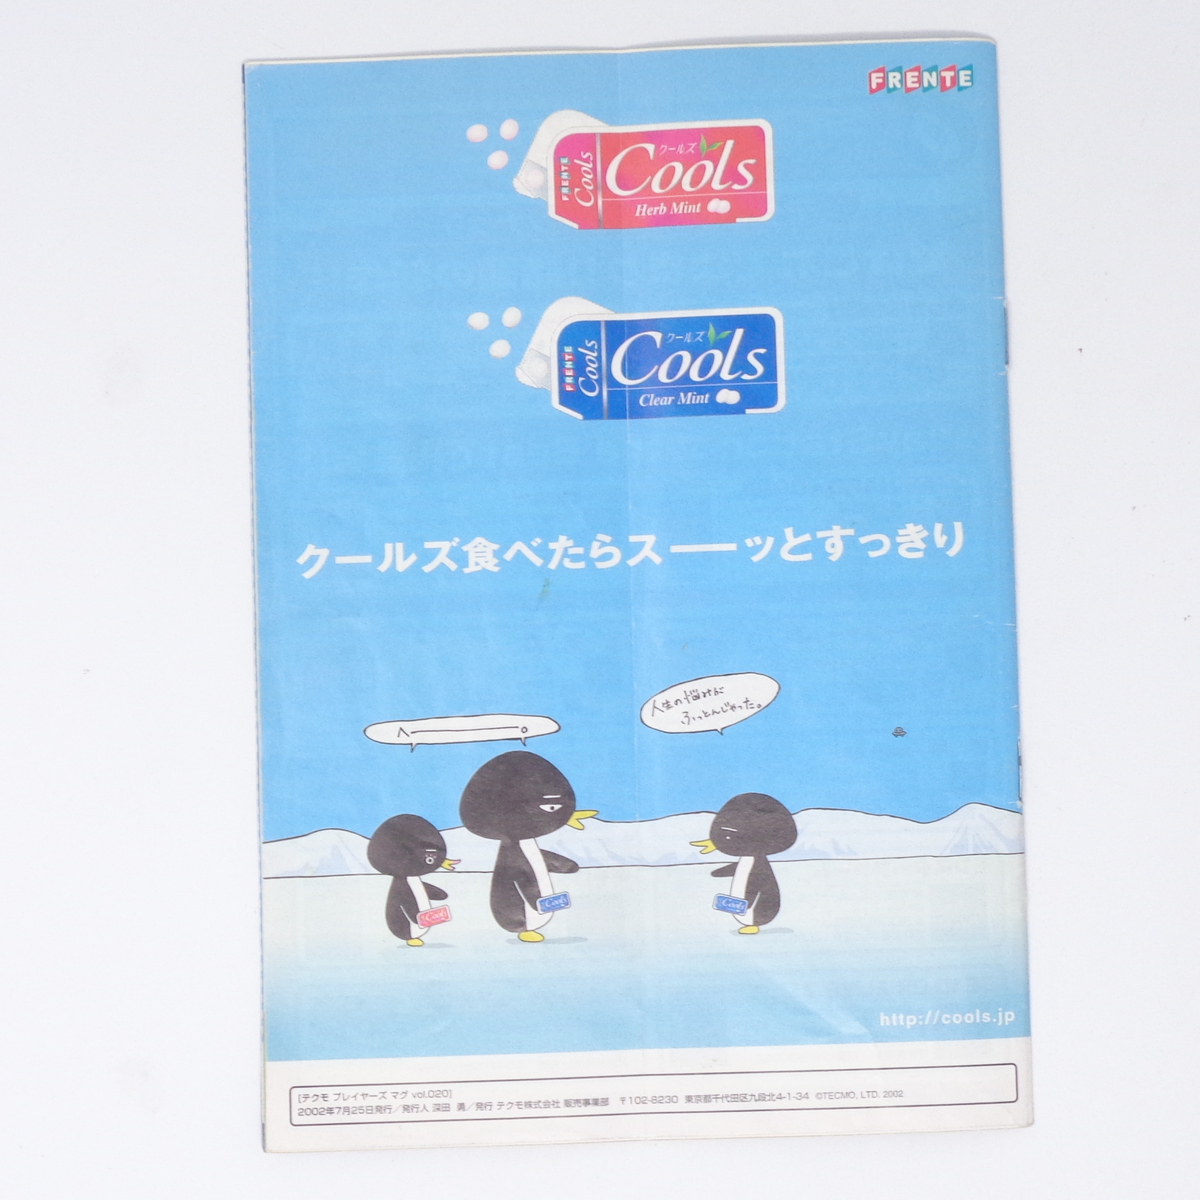 FRENTE
FRENTE
Cools
クールズ
Cools
Herb Mint
FRENTE
Cools
クールズ
Cools
Clear Mint
クールズ食べたらスーーッとすっきり
人生の悩みが
ふっとんじゃった。
へーーーーー。
Cools
Cools
Cools
http://cools.jp
[テクモ プレイヤーズ マグ vol.020]
2002年7月25日発行／発行人 深田 勇／発行 テクモ株式会社 販売事業部 〒102-8230 東京都千代田区九段北4-1-34 ©TECMO, LTD. 2002